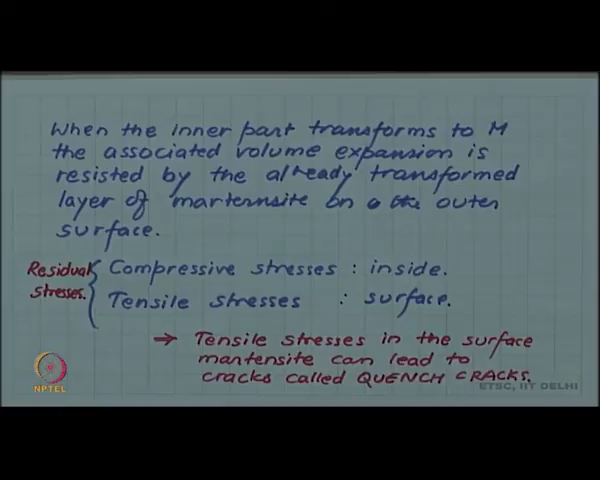 When the inner part transforms to M
the associated volume expansion is
resisted by the already transformed
layer of marternsite on the outer
surface.
Residual stresses.
Compressive stresses : inside.
Tensile stresses : surface.
→ Tensile stresses in the surface
mantensite can lead to
cracks called QUENCH CRACKS.
NPTEL
ETSC, IIT DELHI